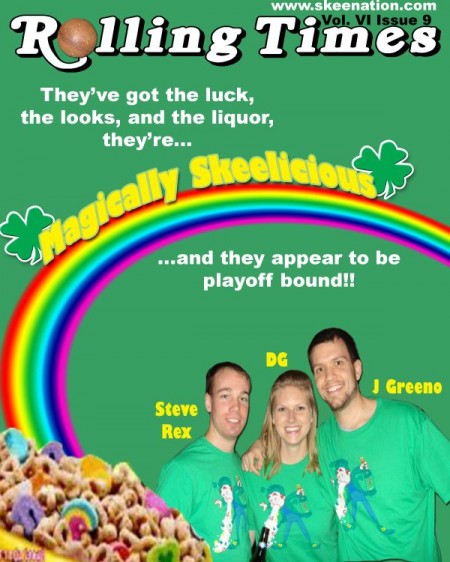 www.skeenation.com
Vol. VI Issue 9
Rolling Times
They've got the luck,
the looks, and the liquor,
they're...
Magically Skeelicious
...and they appear to be
playoff bound!!
DG
J Greeno
Steve
Rex